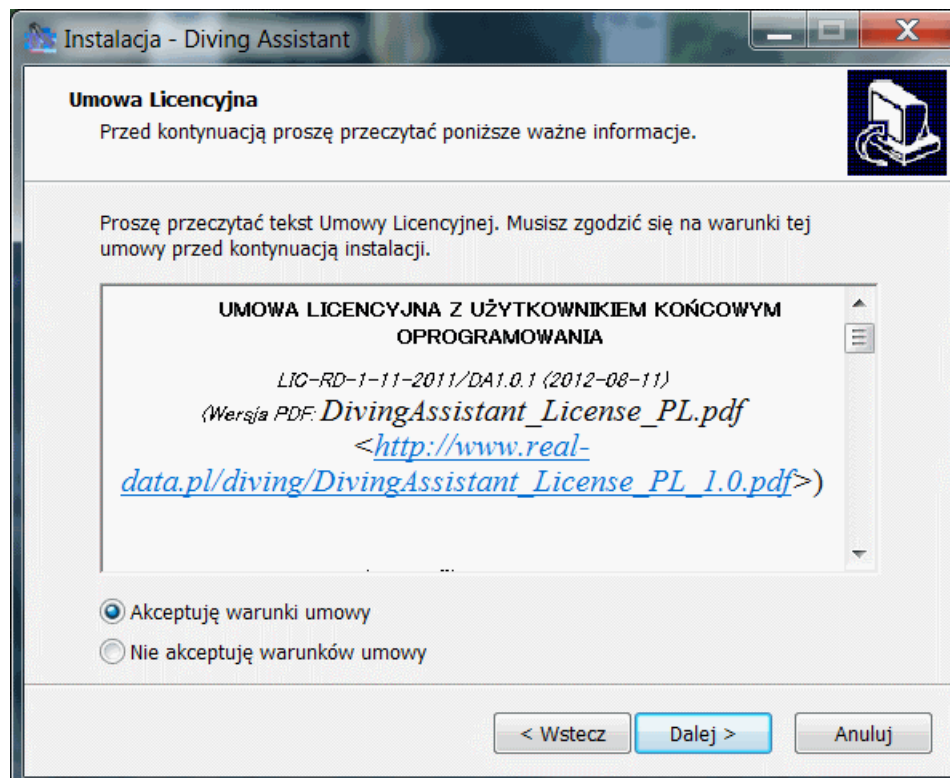 Instalacja - Diving Assistant
Umowa Licencyjna
Przed kontynuacją proszę przeczytać poniższe ważne informacje.
Proszę przeczytać tekst Umowy Licencyjnej. Musisz zgodzić się na warunki tej
umowy przed kontynuacją instalacji.
UMOWA LICENCYJNA Z UŻYTKOWNIKIEM KOŃCOWYM
OPROGRAMOWANIA
LIC-RD-1-11-2011/DA1.0.1 (2012-08-11)
(Wersja PDF: DivingAssistant_License_PL.pdf
<http://www.real-
data.pl/diving/DivingAssistant_License_PL_1.0.pdf>)
Akceptuję warunki umowy
Nie akceptuję warunków umowy
< Wstecz
Dalej >
Anuluj